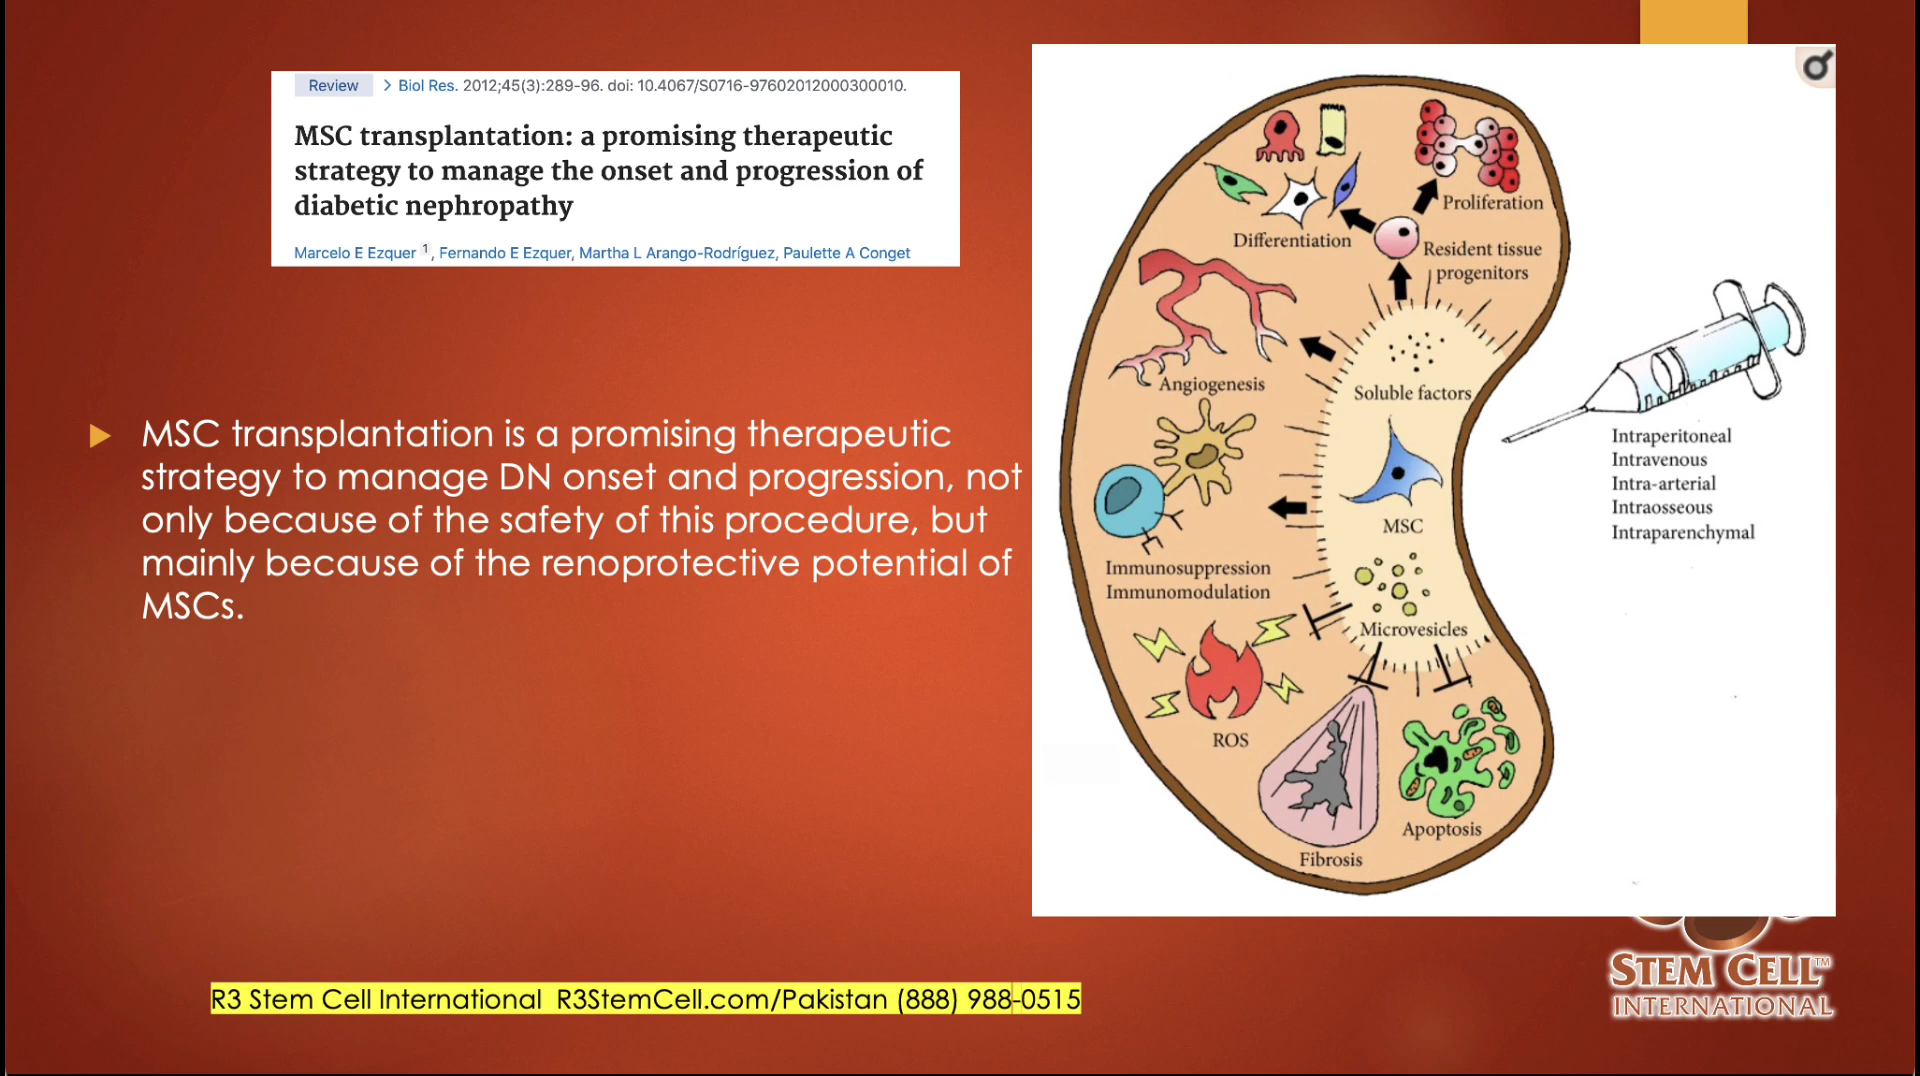 Review > Biol Res. 2012;45(3):289-96. doi: 10.4067/S0716-97602012000300010.
MSC transplantation: a promising therapeutic
strategy to manage the onset and progression of
diabetic nephropathy
Marcelo E Ezquer 1, Fernando E Ezquer, Martha L Arango-Rodríguez, Paulette A Conget
MSC transplantation is a promising therapeutic
strategy to manage DN onset and progression, not
only because of the safety of this procedure, but
mainly because of the renoprotective potential of
MSCs.
Proliferation
Differentiation
Resident tissue
progenitors
Angiogenesis
Soluble factors
MSC
Immunosuppression
Immunomodulation
Microvesicles
ROS
Fibrosis
Apoptosis
Intraperitoneal
Intravenous
Intra-arterial
Intraosseous
Intraparenchymal
R3 Stem Cell International R3StemCell.com/Pakistan (888) 988-0515
STEM CELL™
INTERNATIONAL